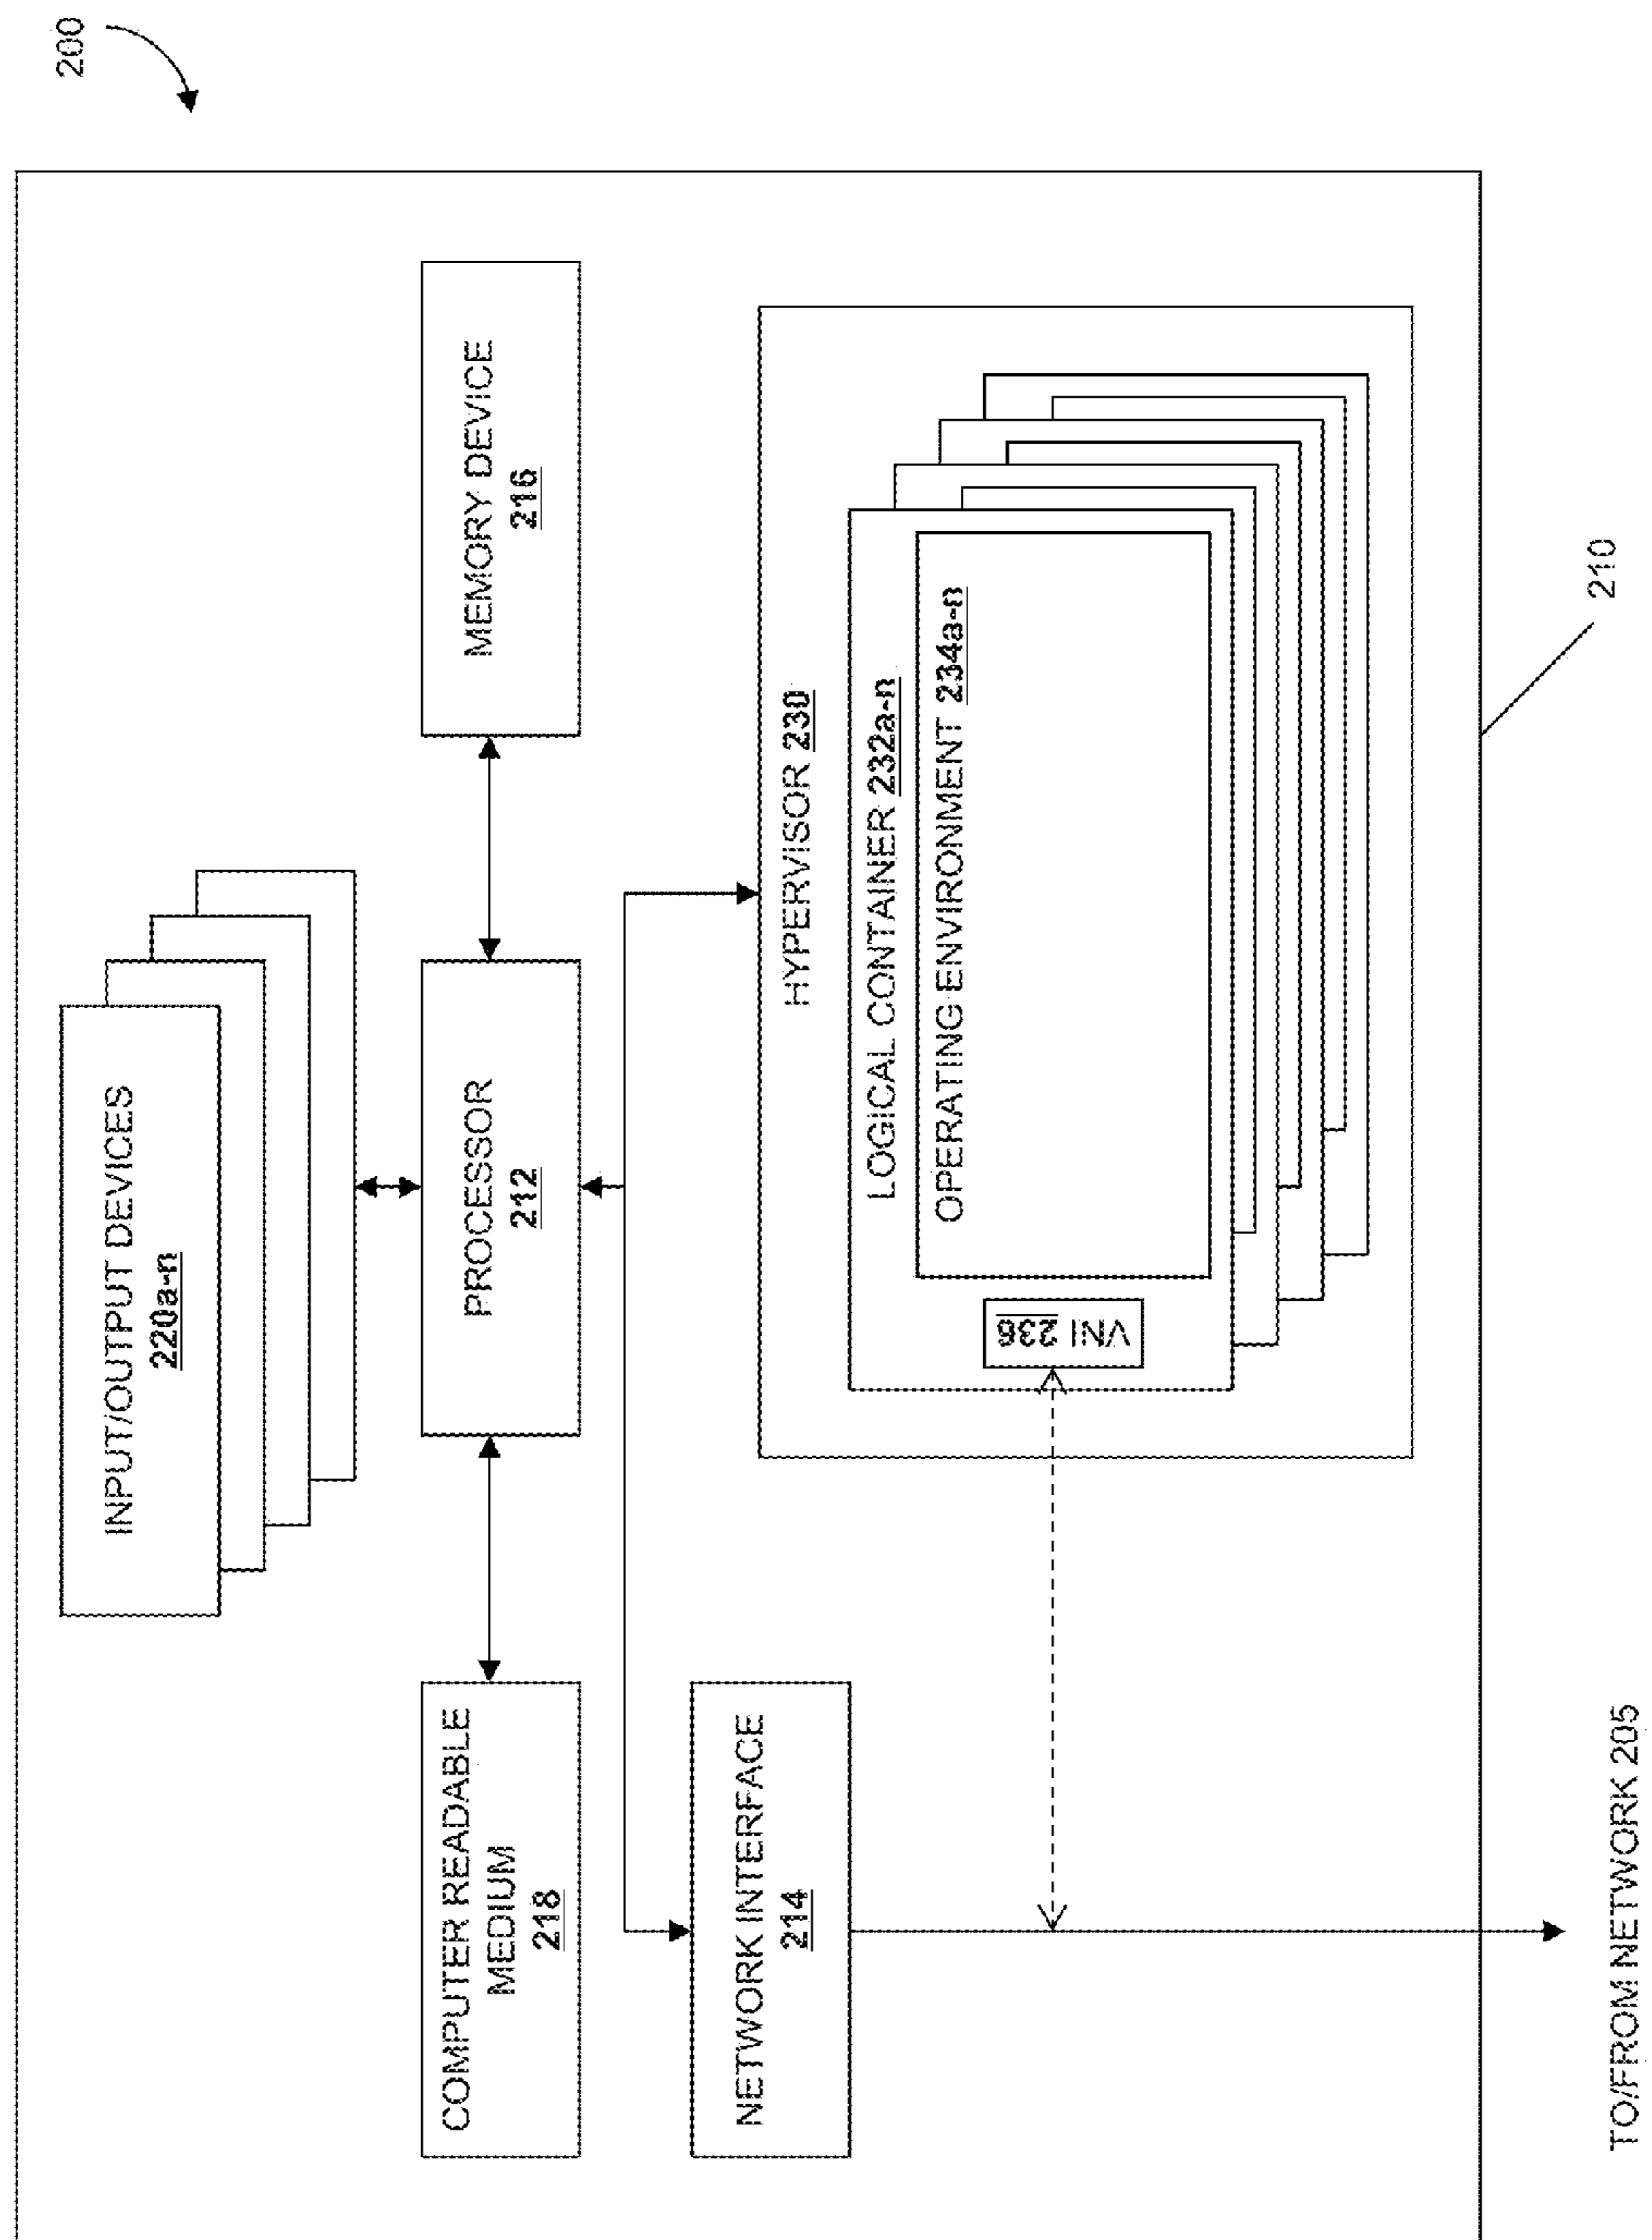 200
INPUT/OUTPUT DEVICES
220a-n
COMPUTER READABLE
MEDIUM
218
PROCESSOR
212
MEMORY DEVICE
216
NETWORK INTERFACE
214
HYPERVISOR 230
LOGICAL CONTAINER 232a-n
OPERATING ENVIRONMENT 234a-n
VNI 236
210
TO/FROM NETWORK 205